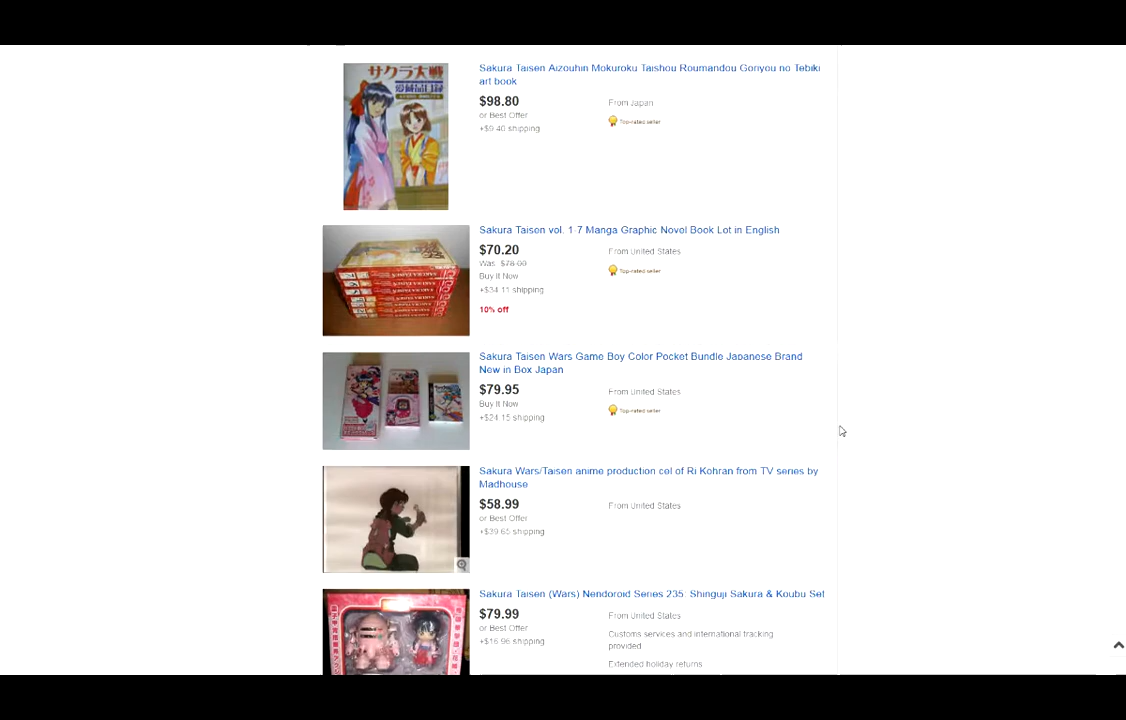 サクラ大戦
Sakura Taisen Aizouhin Mokuroku Taishou Roumandou Goriyou no Tebiki
art book
$98.80
From Japan
or Best Offer
Top-rated seller
+$9.40 shipping
Sakura Taisen vol. 1-7 Manga Graphic Novel Book Lot in English
$70.20
From United States
Was: $78.00
Top-rated seller
Buy It Now
+$34.11 shipping
10% off
Sakura Taisen Wars Game Boy Color Pocket Bundle Japanese Brand
New in Box Japan
$79.95
From United States
Buy It Now
Top-rated seller
+$24.15 shipping
Sakura Wars/Taisen anime production cel of Ri Kohran from TV series by
Madhouse
$58.99
From United States
or Best Offer
+$39.65 shipping
Sakura Taisen (Wars) Nendoroid Series 235: Shinguji Sakura & Koubu Set
$79.99
From United States
or Best Offer
Customs services and international tracking
provided
+$16.96 shipping
Extended holiday returns